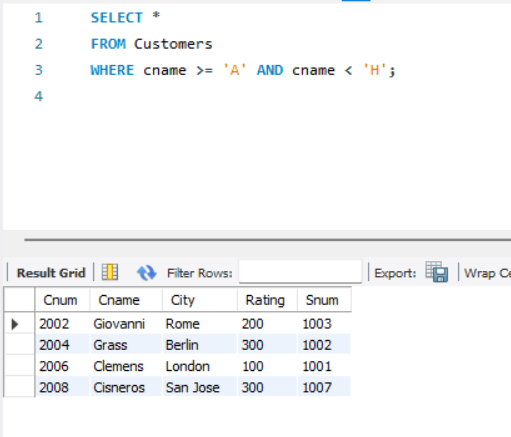 1 SELECT *
2 FROM Customers
3 WHERE cname >= 'A' AND cname < 'H';
4
Result Grid Filter Rows: Export: Wrap Ce
Cnum Cname City Rating Snum
2002 Giovanni Rome 200 1003
2004 Grass Berlin 300 1002
2006 Clemens London 100 1001
2008 Cisneros San Jose 300 1007